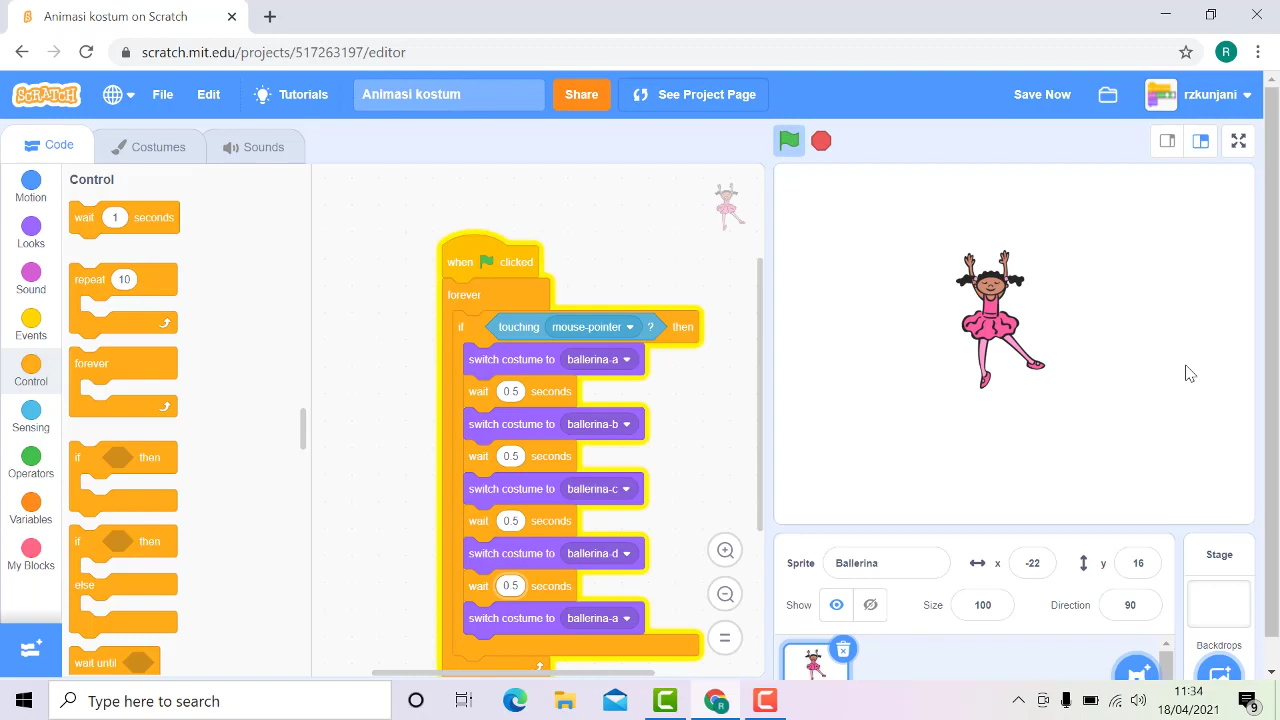 Animasi kostum on Scratch
scratch.mit.edu/projects/517263197/editor
R
SCRATCH
File
Edit
Tutorials
Animasi kostum
Share
See Project Page
Save Now
rzkunjani
Code
Costumes
Sounds
Motion
Looks
Sound
Events
Control
Sensing
Operators
Variables
My Blocks
Control
wait 1 seconds
repeat 10
forever
if then
if then
else
wait until
when clicked
forever
if touching mouse-pointer ? then
switch costume to ballerina-a
wait 0.5 seconds
switch costume to ballerina-b
wait 0.5 seconds
switch costume to ballerina-c
wait 0.5 seconds
switch costume to ballerina-d
wait 0.5 seconds
switch costume to ballerina-a
Sprite Ballerina x -22 y 16
Show Size 100 Direction 90
Stage
Backdrops
Type here to search
R
11:34
18/04/2021
9